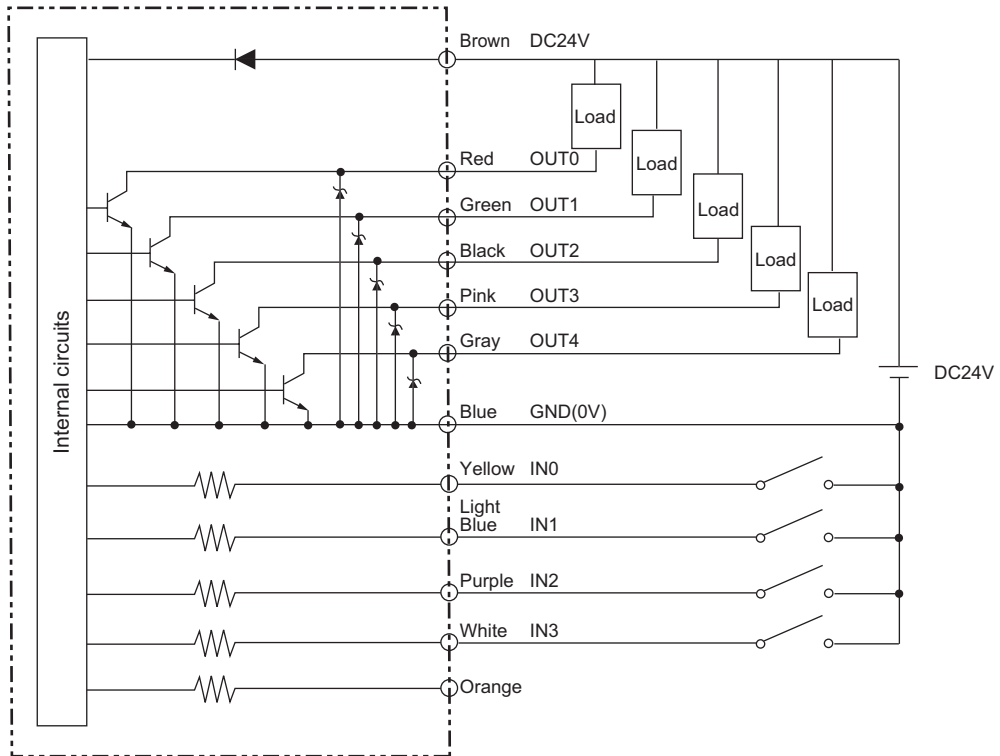 Brown DC24V
Load
Red OUT0
Load
Green OUT1
Load
Black OUT2
Load
Pink OUT3
Load
Gray OUT4
DC24V
Internal circuits
Blue GND(0V)
Yellow IN0
Light
Blue IN1
Purple IN2
White IN3
Orange